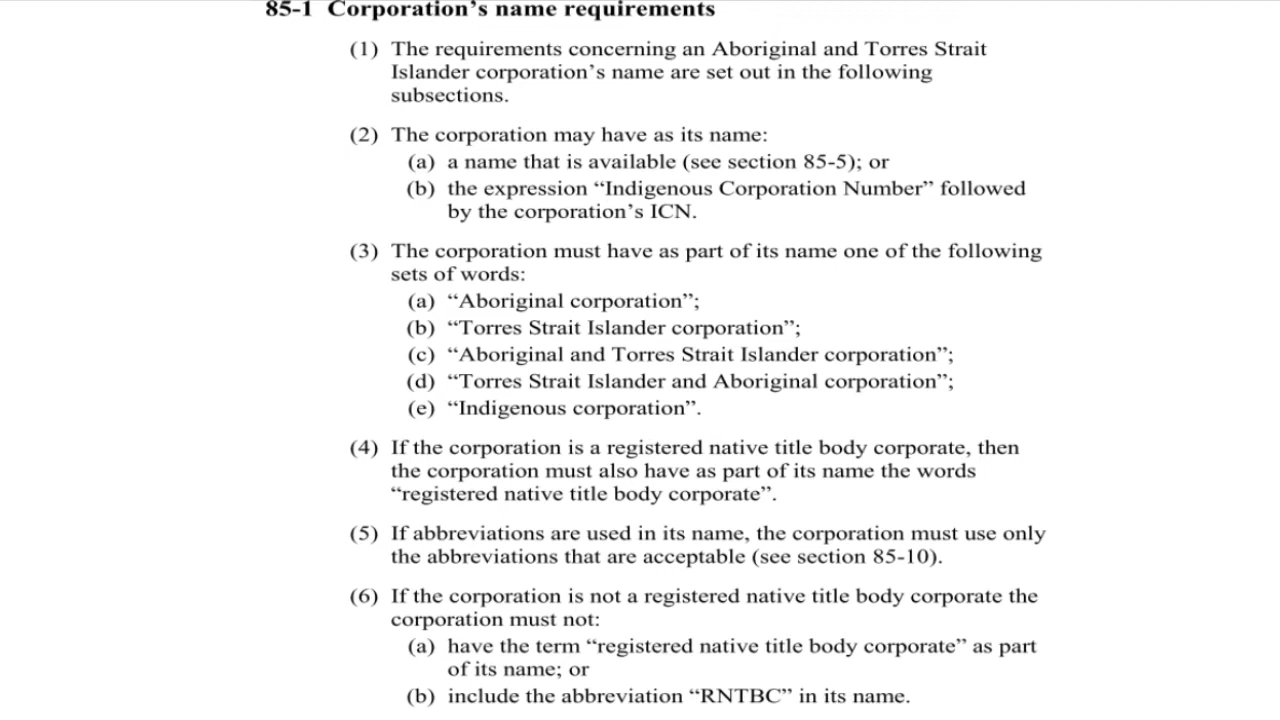 85-1 Corporation’s name requirements
(1) The requirements concerning an Aboriginal and Torres Strait
Islander corporation’s name are set out in the following
subsections.
(2) The corporation may have as its name:
(a) a name that is available (see section 85-5); or
(b) the expression “Indigenous Corporation Number” followed
by the corporation’s ICN.
(3) The corporation must have as part of its name one of the following
sets of words:
(a) “Aboriginal corporation”;
(b) “Torres Strait Islander corporation”;
(c) “Aboriginal and Torres Strait Islander corporation”;
(d) “Torres Strait Islander and Aboriginal corporation”;
(e) “Indigenous corporation”.
(4) If the corporation is a registered native title body corporate, then
the corporation must also have as part of its name the words
“registered native title body corporate”.
(5) If abbreviations are used in its name, the corporation must use only
the abbreviations that are acceptable (see section 85-10).
(6) If the corporation is not a registered native title body corporate the
corporation must not:
(a) have the term “registered native title body corporate” as part
of its name; or
(b) include the abbreviation “RNTBC” in its name.